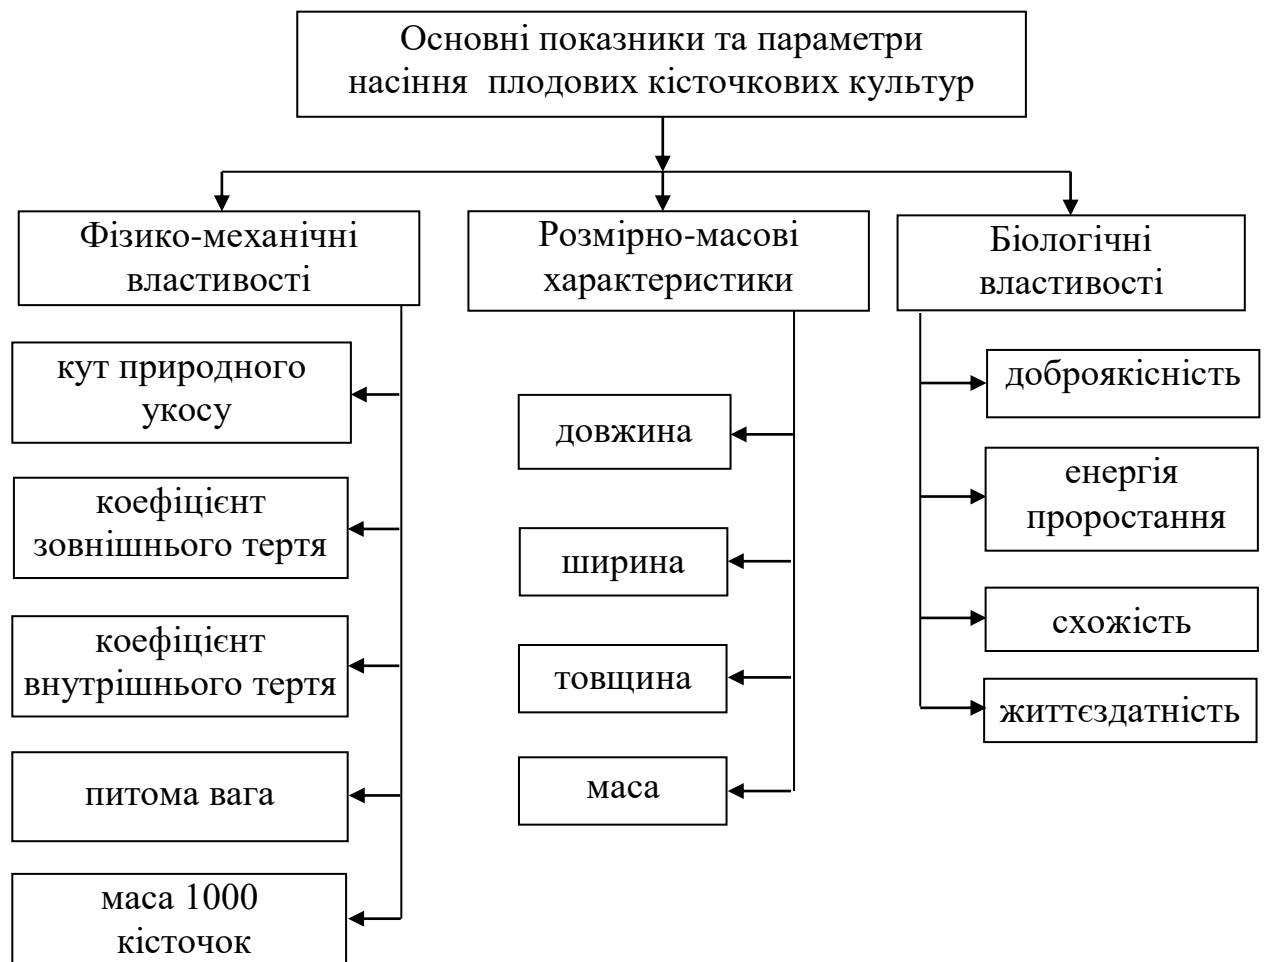 Основні показники та параметри
насіння плодових кісточкових культур
Фізико-механічні
властивості
кут природного
укосу
коефіцієнт
зовнішнього тертя
коефіцієнт
внутрішнього тертя
питома вага
маса 1000
кісточок
Розмірно-масові
характеристики
довжина
ширина
товщина
маса
Біологічні
властивості
доброякісність
енергія
проростання
схожість
життєздатність